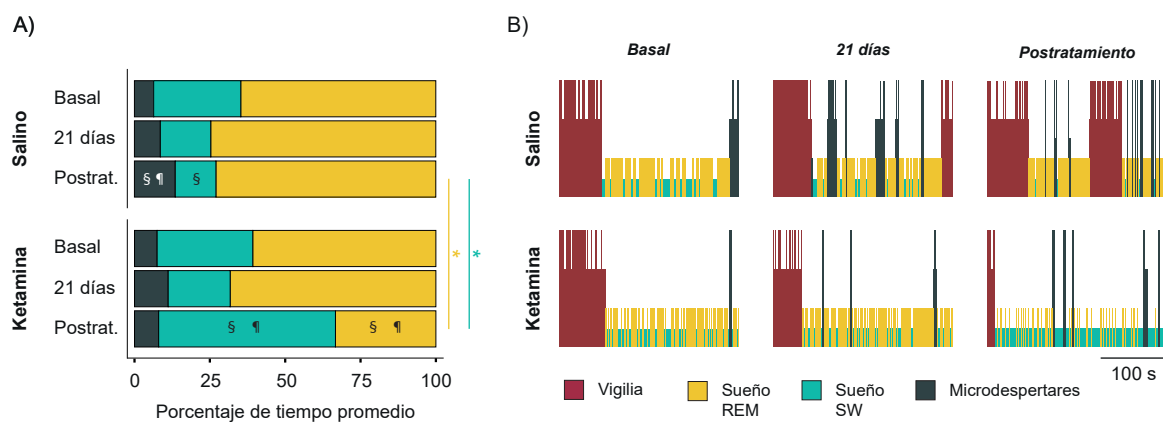 A)
Salino
Basal
21 días
Postrat.
§ ¶
§
Ketamina
Basal
21 días
Postrat.
§ ¶
§ ¶
*
*
0 25 50 75 100
Porcentaje de tiempo promedio
B)
Basal 21 días Postratamiento
Salino
Ketamina
100 s
Vigilia
Sueño
REM
Sueño
SW
Microdespertares